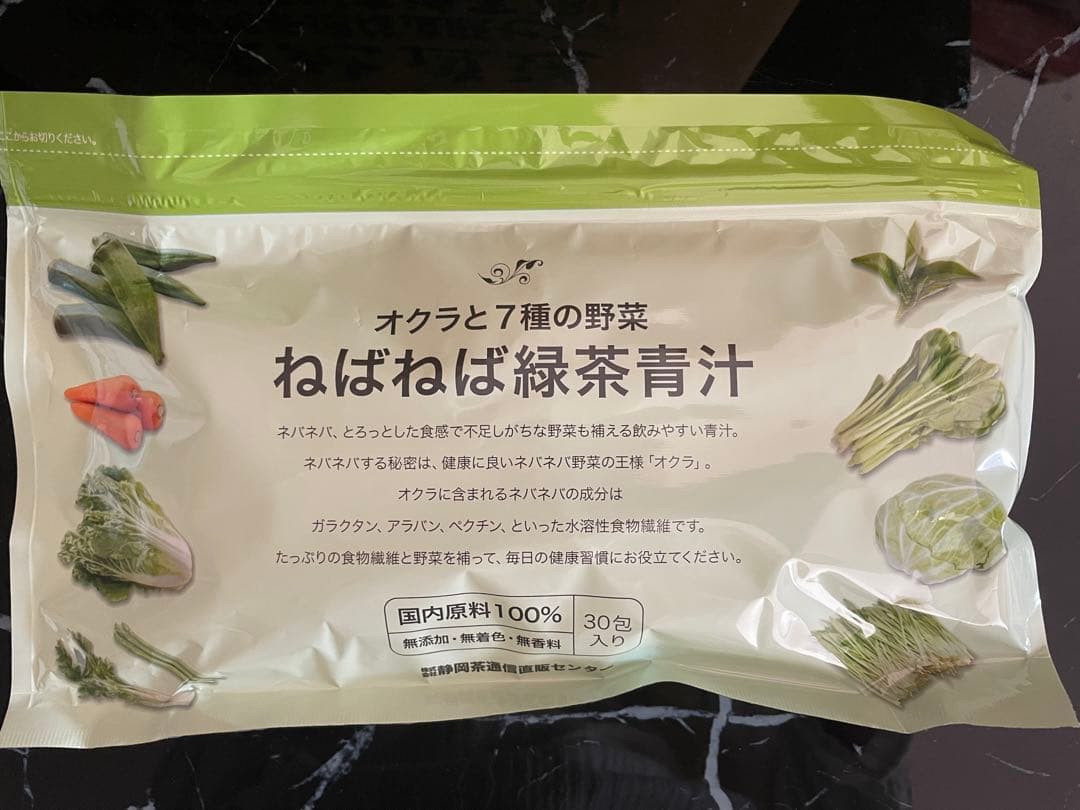 ここからお切りください。
オクラと7種の野菜
ねばねば緑茶青汁
ネバネバ、とろっとした食感で不足しがちな野菜も補える飲みやすい青汁。
ネバネバする秘密は、健康に良いネバネバ野菜の王様「オクラ」。
オクラに含まれるネバネバの成分は
ガラクタン、アラバン、ペクチン、といった水溶性食物繊維です。
たっぷりの食物繊維と野菜を補って、毎日の健康習慣にお役立てください。
国内原料100%
無添加・無着色・無香料
30包
入り
株式会社静岡茶通信直販センター